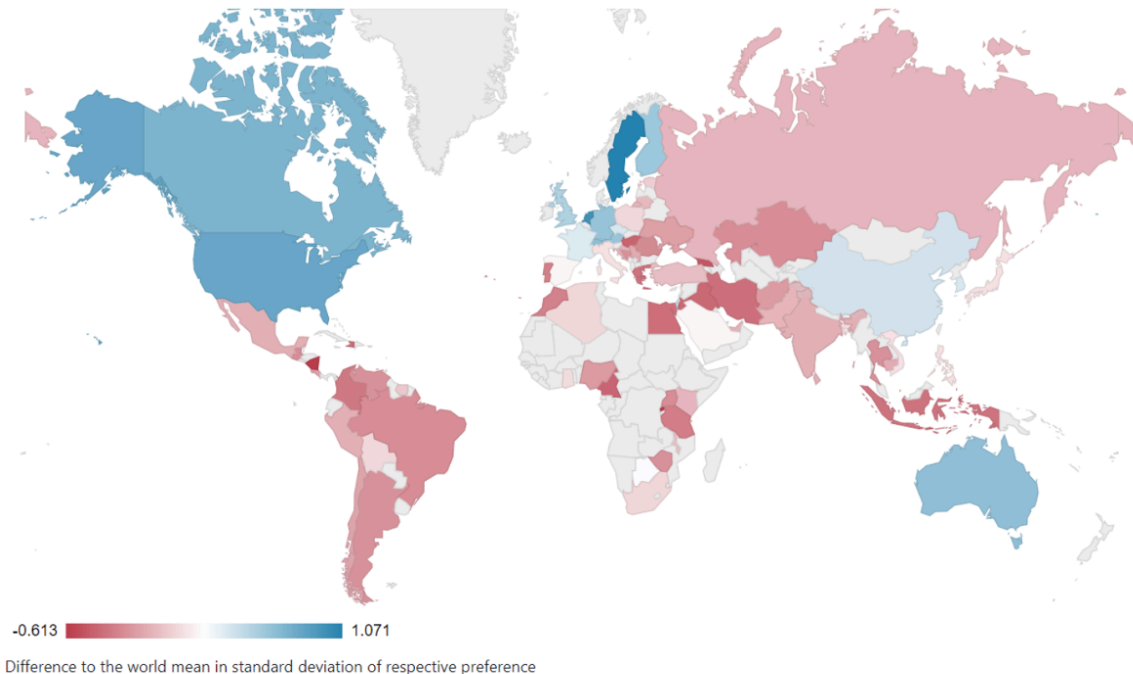 -0.613 1.071
Difference to the world mean in standard deviation of respective preference